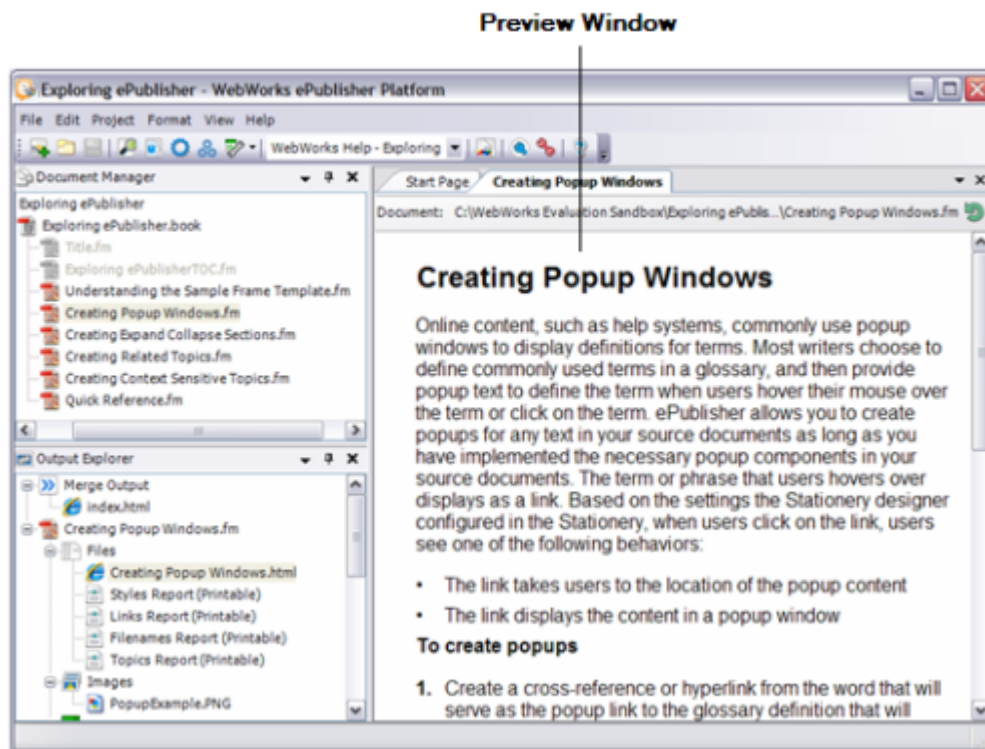 Preview Window
Exploring ePublisher - WebWorks ePublisher Platform
File Edit Project Format View Help
WebWorks Help - Exploring
Document Manager
Exploring ePublisher
Exploring ePublisher.book
Title.fm
Exploring ePublisherTOC.fm
Understanding the Sample Frame Template.fm
Creating Popup Windows.fm
Creating Expand Collapse Sections.fm
Creating Related Topics.fm
Creating Context Sensitive Topics.fm
Quick Reference.fm
Output Explorer
Merge Output
index.html
Creating Popup Windows.fm
Files
Creating Popup Windows.html
Styles Report (Printable)
Links Report (Printable)
Filenames Report (Printable)
Topics Report (Printable)
Images
PopupExample.PNG
Start Page Creating Popup Windows
Document: C:\WebWorks Evaluation Sandbox\Exploring ePublis...\Creating Popup Windows.fm
Creating Popup Windows
Online content, such as help systems, commonly use popup
windows to display definitions for terms. Most writers choose to
define commonly used terms in a glossary, and then provide
popup text to define the term when users hover their mouse over
the term or click on the term. ePublisher allows you to create
popups for any text in your source documents as long as you
have implemented the necessary popup components in your
source documents. The term or phrase that users hovers over
displays as a link. Based on the settings the Stationery designer
configured in the Stationery, when users click on the link, users
see one of the following behaviors:
• The link takes users to the location of the popup content
• The link displays the content in a popup window
To create popups
1. Create a cross-reference or hyperlink from the word that will
serve as the popup link to the glossary definition that will